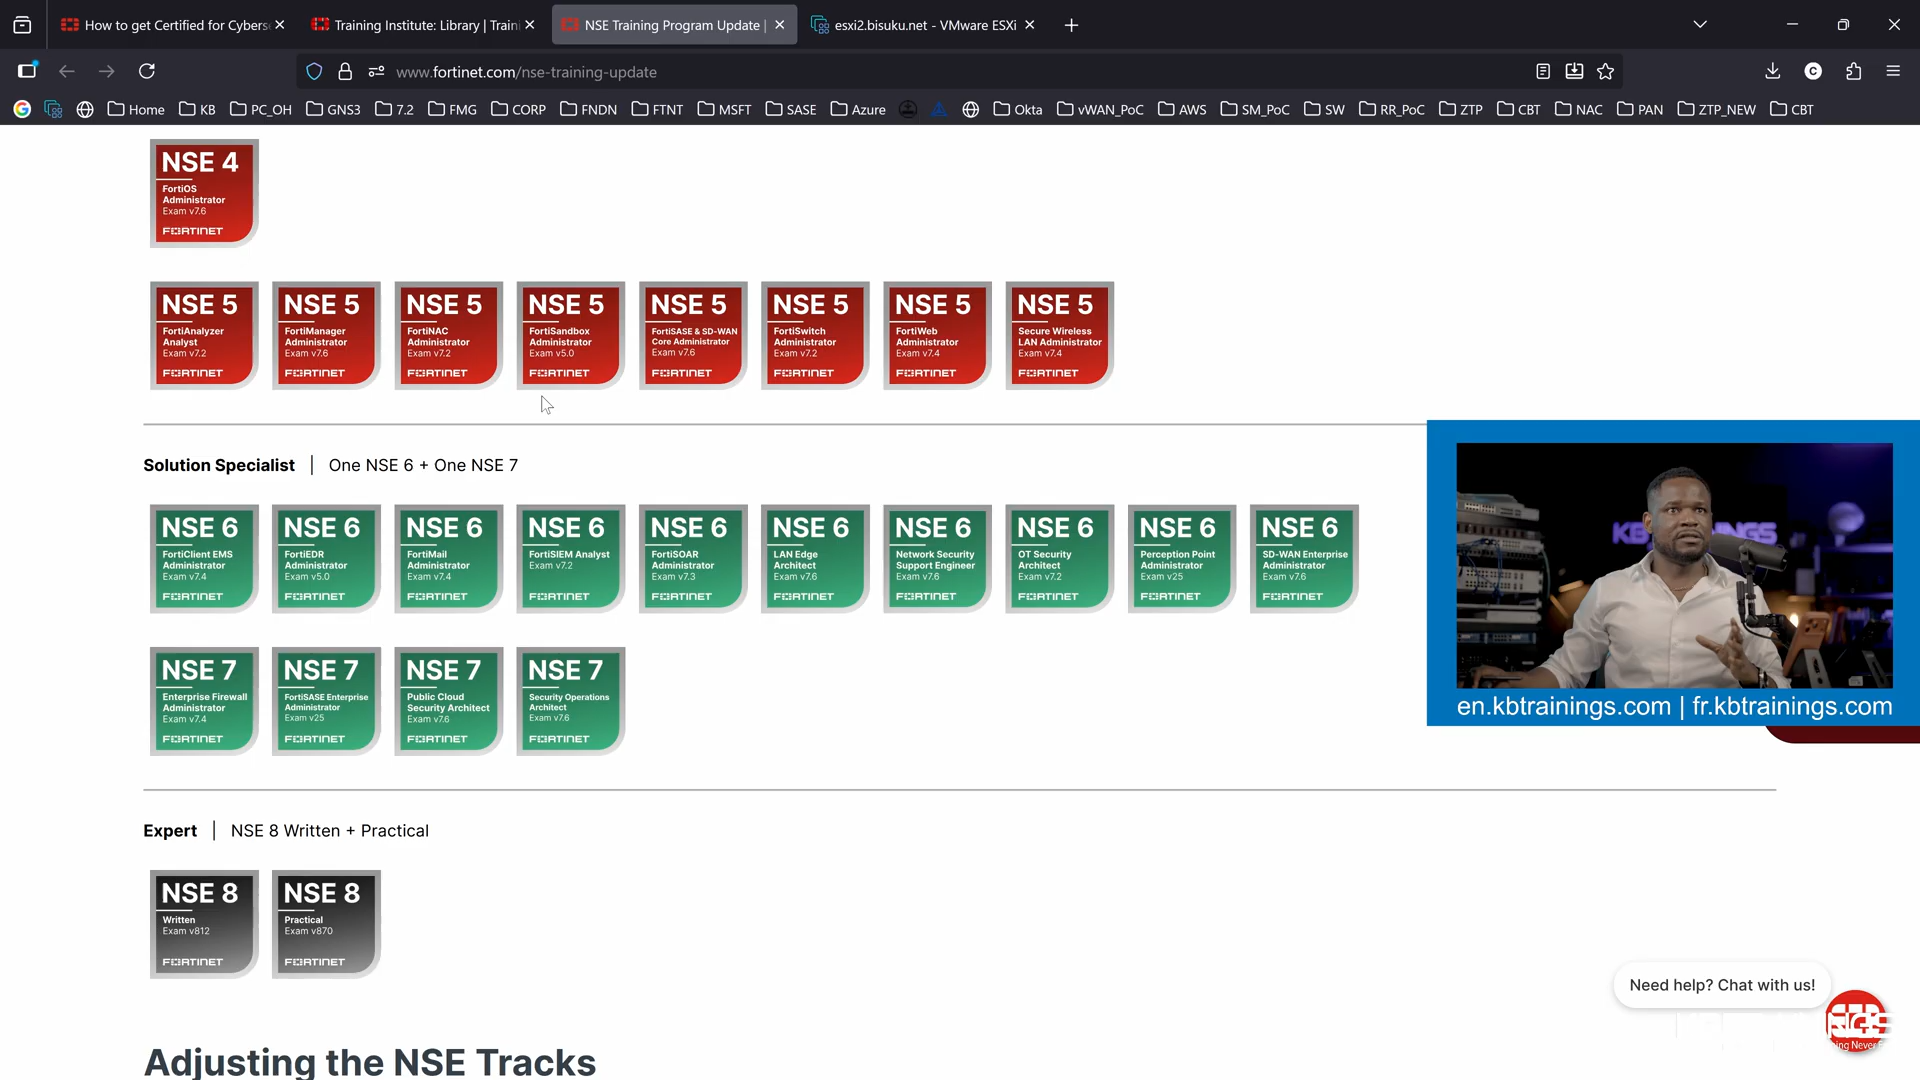 How to get Certified for Cyberse
Training Institute: Library | Traini
NSE Training Program Update |
esxi2.bisuku.net - VMware ESXi
www.fortinet.com/nse-training-update
C
G
Home
KB
PC_OH
GNS3
7.2
FMG
CORP
FNDN
FTNT
MSFT
SASE
Azure
Okta
vWAN_PoC
AWS
SM_PoC
SW
RR_PoC
ZTP
CBT
NAC
PAN
ZTP_NEW
CBT
NSE 4
FortiOS
Administrator
Exam v7.6
FORTINET
NSE 5
FortiAnalyzer
Analyst
Exam v7.2
FORTINET
NSE 5
FortiManager
Administrator
Exam v7.6
FORTINET
NSE 5
FortiNAC
Administrator
Exam v7.2
FORTINET
NSE 5
FortiSandbox
Administrator
Exam v5.0
FORTINET
NSE 5
FortiSASE & SD-WAN
Core Administrator
Exam v7.6
FORTINET
NSE 5
FortiSwitch
Administrator
Exam v7.2
FORTINET
NSE 5
FortiWeb
Administrator
Exam v7.4
FORTINET
NSE 5
Secure Wireless
LAN Administrator
Exam v7.4
FORTINET
Solution Specialist | One NSE 6 + One NSE 7
NSE 6
FortiClient EMS
Administrator
Exam v7.4
FORTINET
NSE 6
FortiEDR
Administrator
Exam v5.0
FORTINET
NSE 6
FortiMail
Administrator
Exam v7.4
FORTINET
NSE 6
FortiSIEM Analyst
Exam v7.2
FORTINET
NSE 6
FortiSOAR
Administrator
Exam v7.3
FORTINET
NSE 6
LAN Edge
Architect
Exam v7.6
FORTINET
NSE 6
Network Security
Support Engineer
Exam v7.6
FORTINET
NSE 6
OT Security
Architect
Exam v7.2
FORTINET
NSE 6
Perception Point
Administrator
Exam v25
FORTINET
NSE 6
SD-WAN Enterprise
Administrator
Exam v7.6
FORTINET
KB TRAININGS
en.kbtrainings.com | fr.kbtrainings.com
NSE 7
Enterprise Firewall
Administrator
Exam v7.4
FORTINET
NSE 7
FortiSASE Enterprise
Administrator
Exam v25
FORTINET
NSE 7
Public Cloud
Security Architect
Exam v7.6
FORTINET
NSE 7
Security Operations
Architect
Exam v7.6
FORTINET
Expert | NSE 8 Written + Practical
NSE 8
Written
Exam v812
FORTINET
NSE 8
Practical
Exam v870
FORTINET
Need help? Chat with us!
Adjusting the NSE Tracks